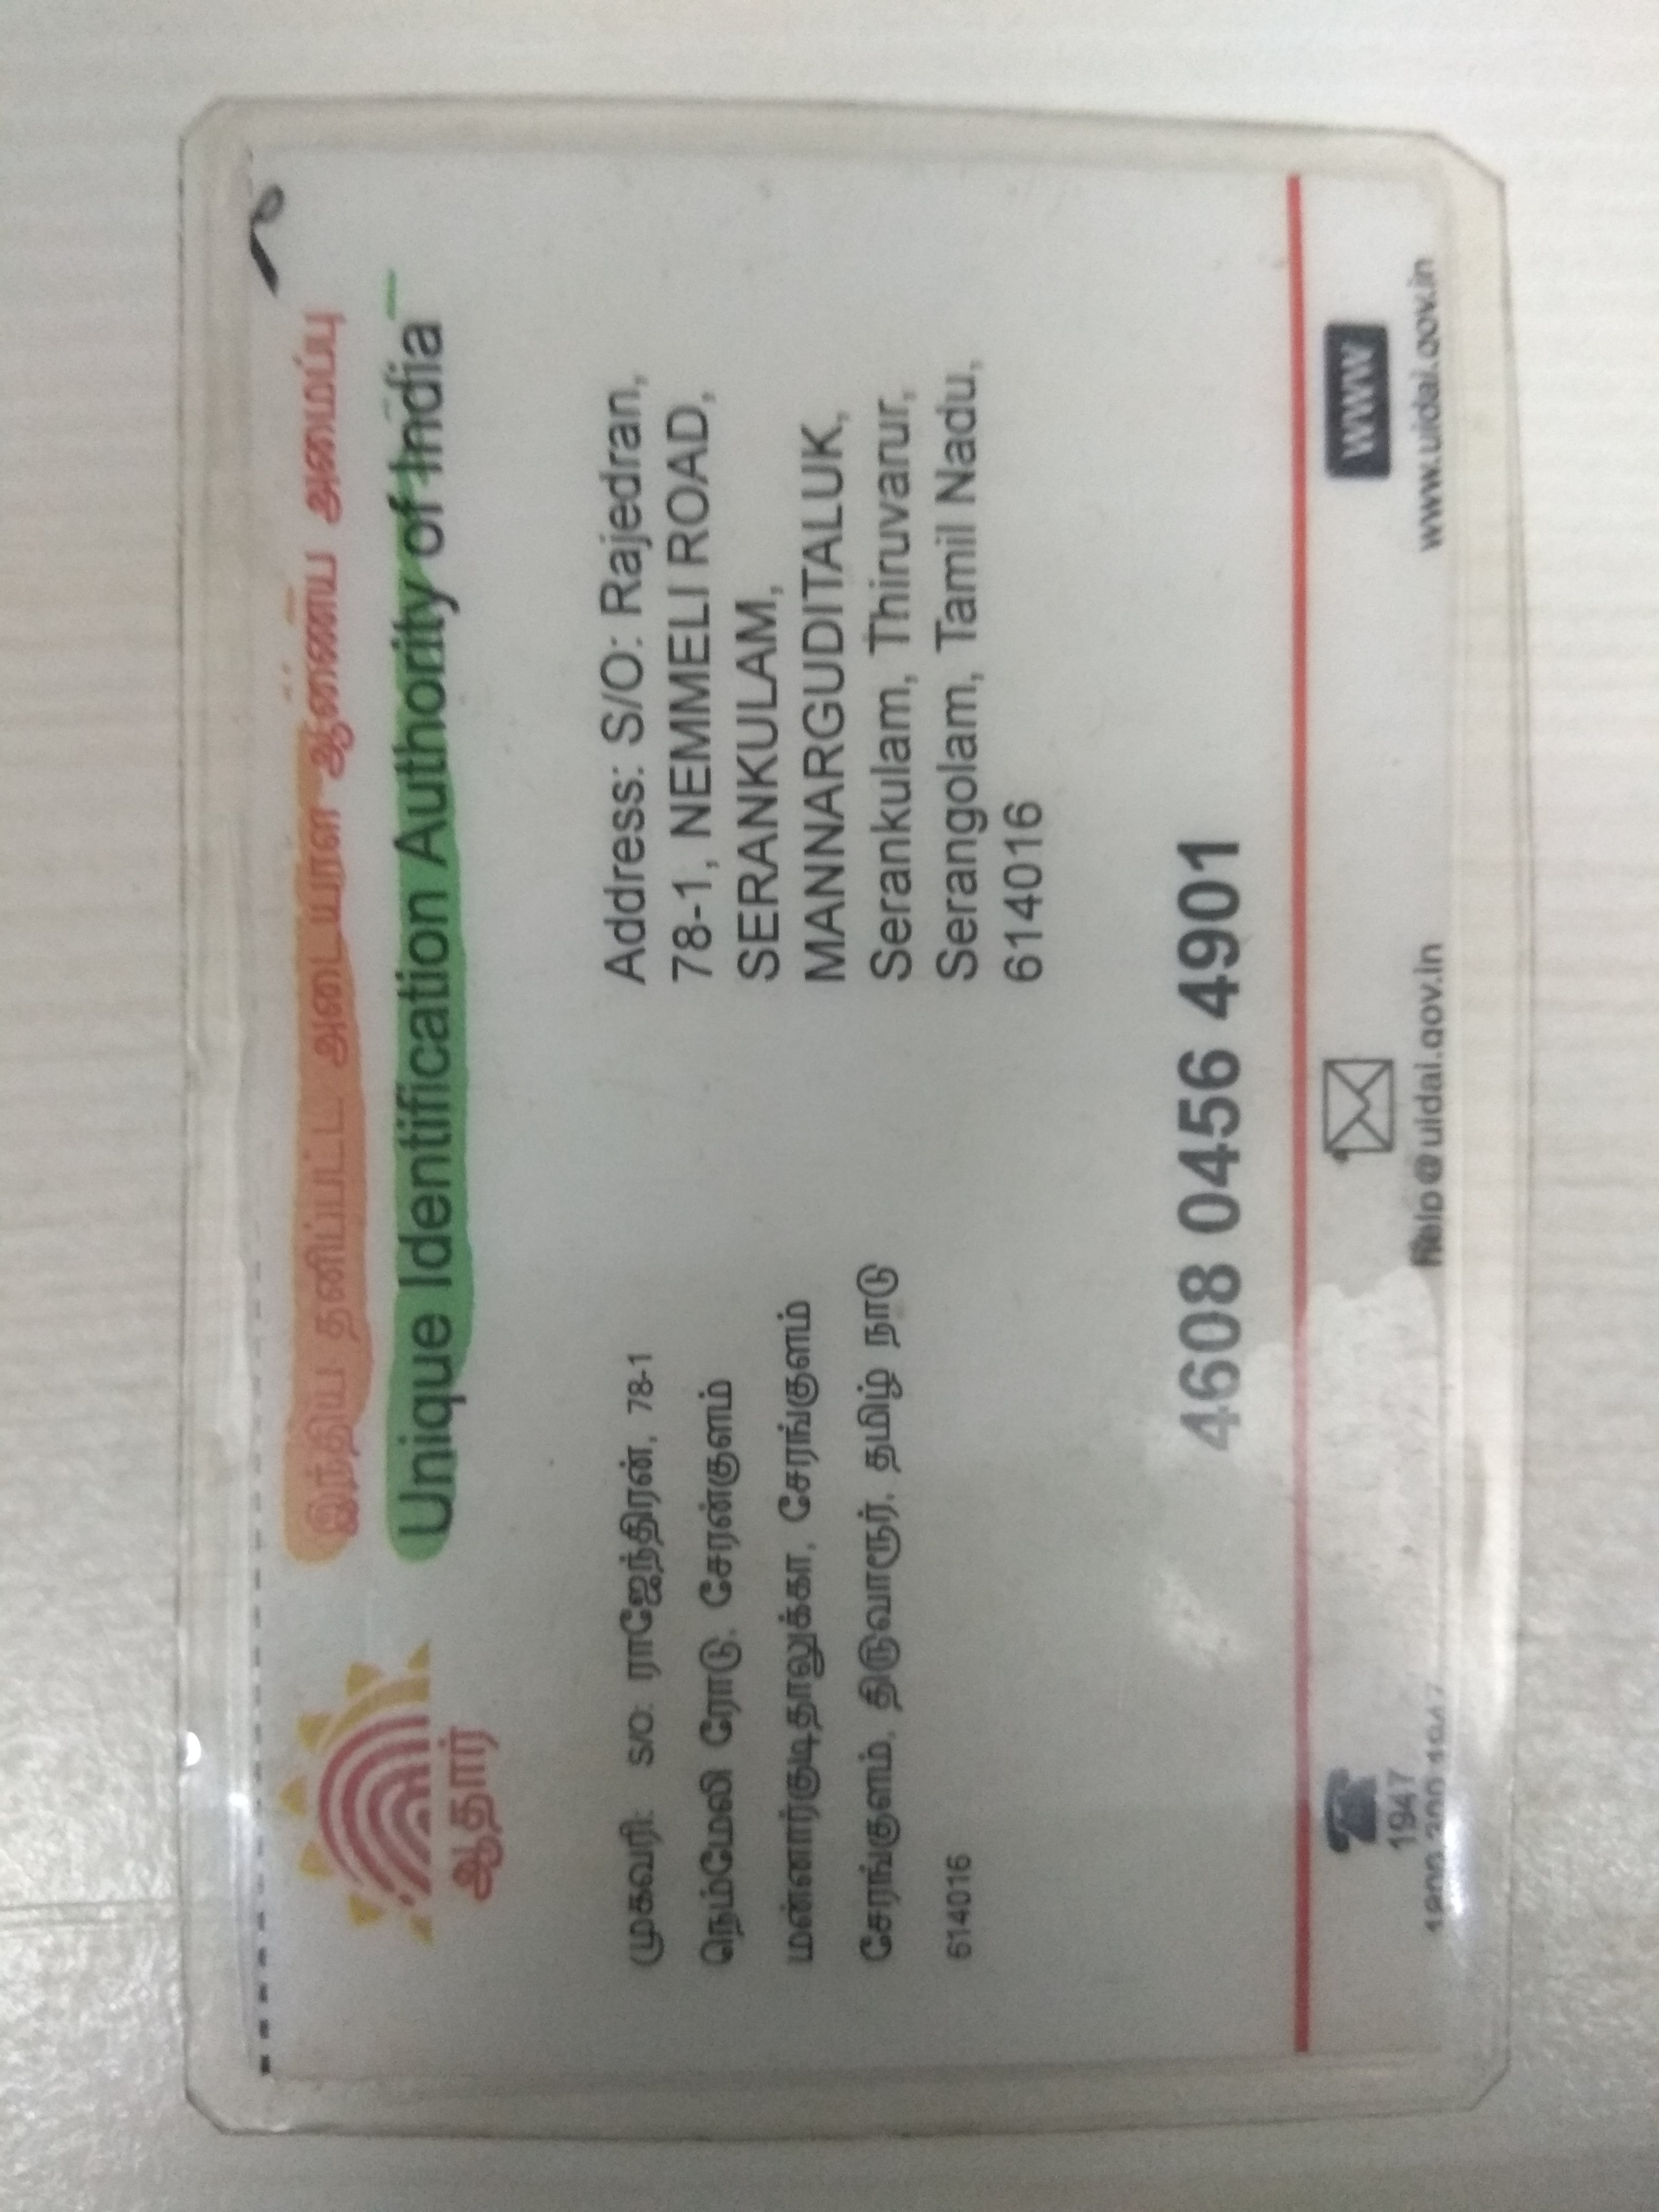 இந்திய தனிப்பட்ட அடையாள ஆணைய அமைப்பு
Unique Identification Authority of India
ஆதார்
முகவரி: S/O: ராஜேந்திரன், 78-1
நெம்மேலி ரோடு, சேரன்குளம்
மன்னார்குடிதாலுக்கா, சேரங்குளம்
சேரங்குளம், திருவாரூர், தமிழ் நாடு
614016
Address: S/O: Rajedran,
78-1, NEMMELI ROAD,
SERANKULAM,
MANNARGUDITALUK,
Serankulam, Thiruvarur,
Serangolam, Tamil Nadu,
614016
4608 0456 4901
1947
help@uidai.gov.in
WWW
www.uidai.gov.in